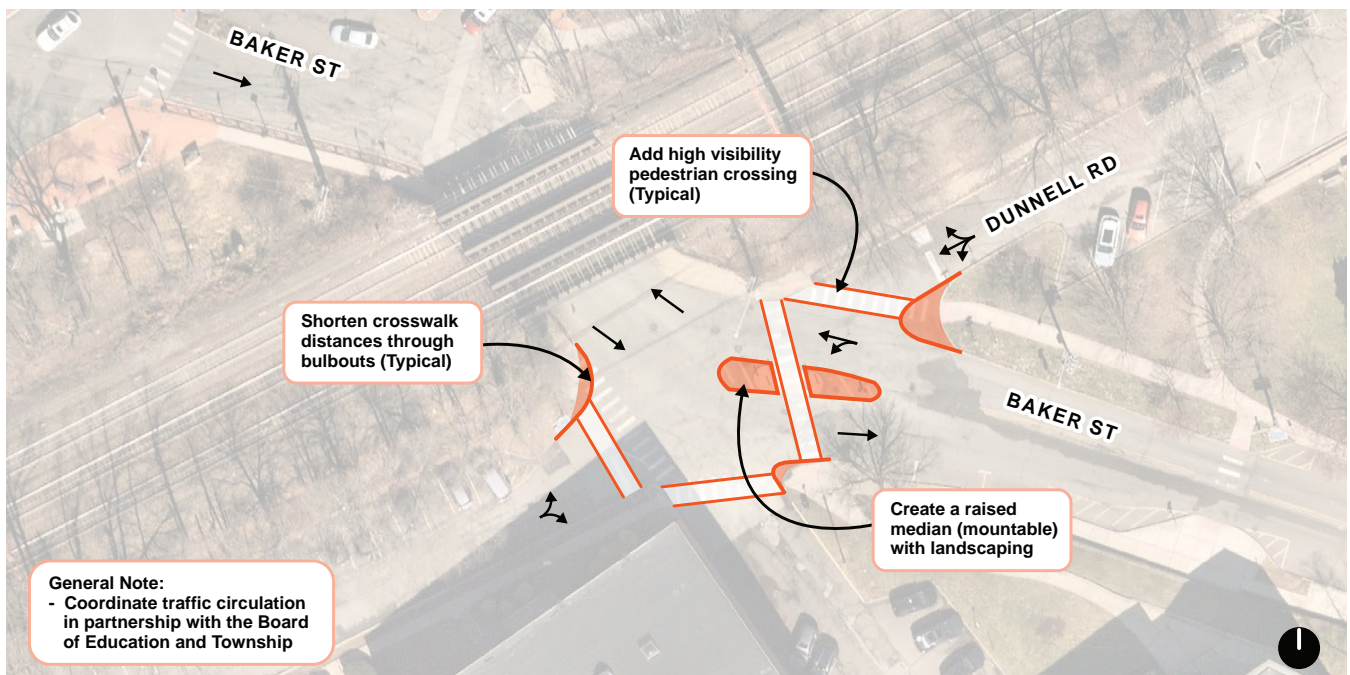 BAKER ST
Add high visibility
pedestrian crossing
(Typical)
DUNNELL RD
Shorten crosswalk
distances through
bulbouts (Typical)
BAKER ST
Create a raised
median (mountable)
with landscaping
General Note:
- Coordinate traffic circulation
in partnership with the Board
of Education and Township